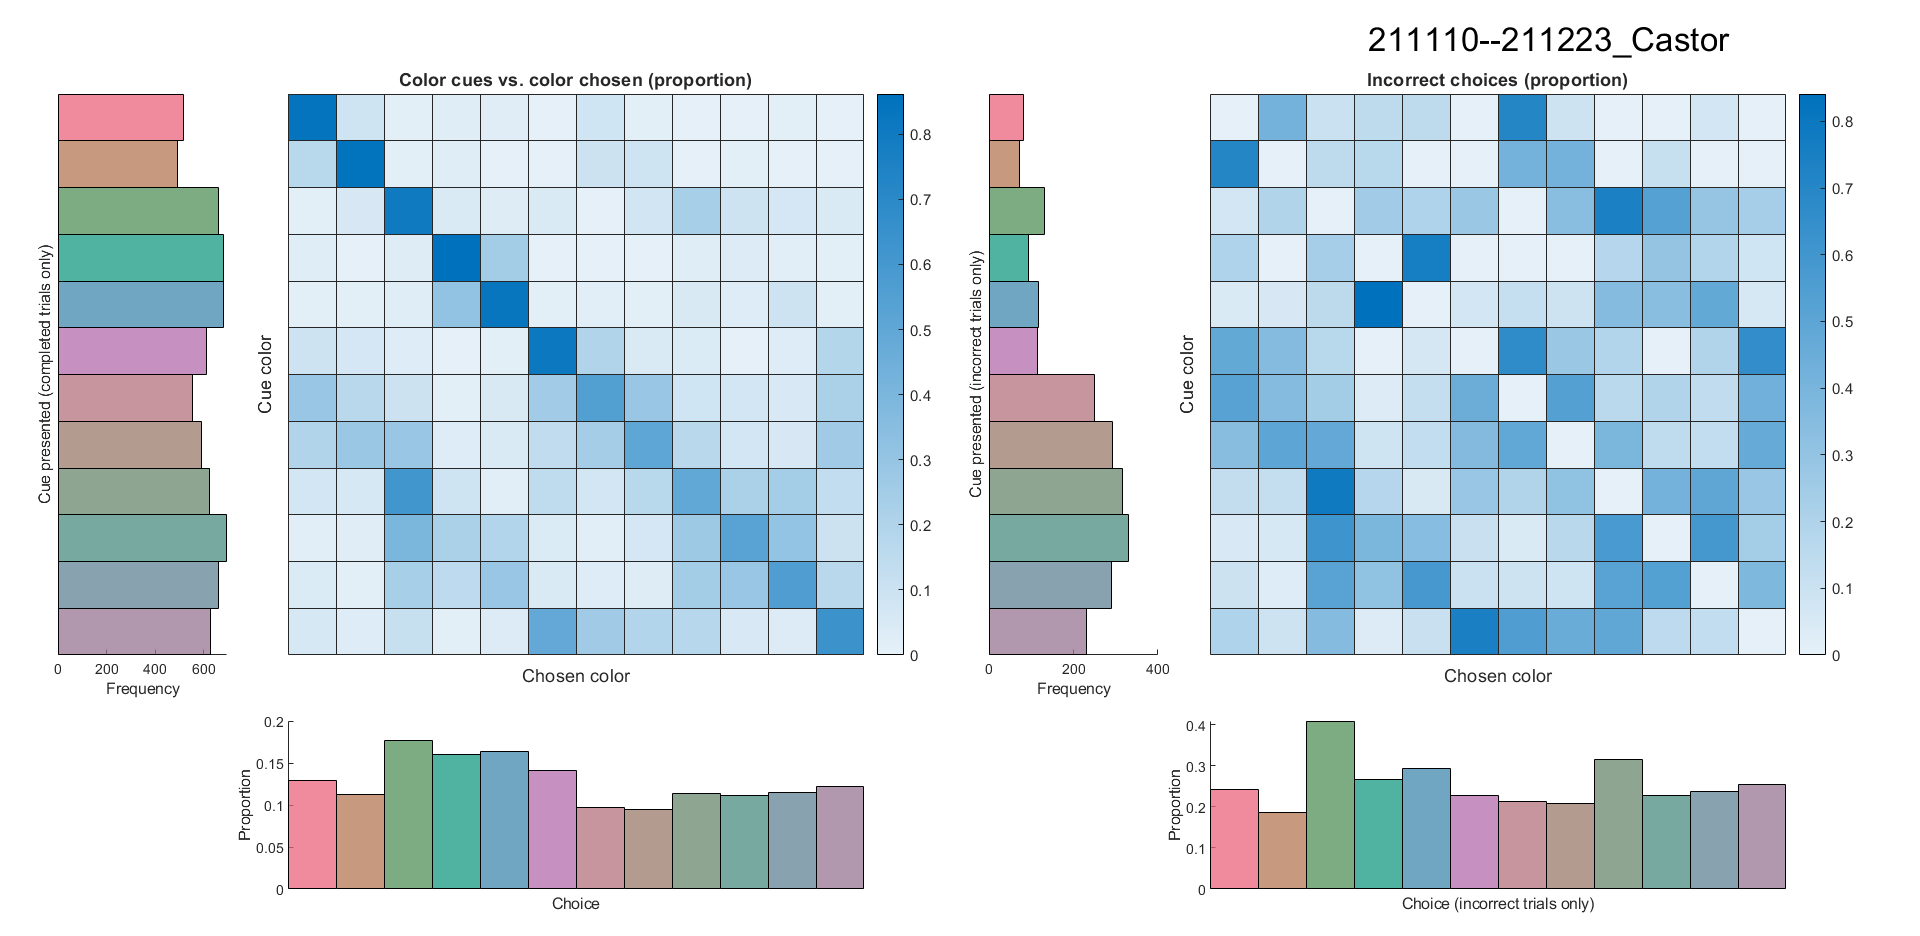 211110--211223_Castor
Color cues vs. color chosen (proportion)
Incorrect choices (proportion)
Cue presented (completed trials only)
0 200 400 600
Frequency
Cue color
Chosen color
0.8
0.7
0.6
0.5
0.4
0.3
0.2
0.1
0
Cue presented (incorrect trials only)
0 200 400
Frequency
Cue color
Chosen color
0.8
0.7
0.6
0.5
0.4
0.3
0.2
0.1
0
Proportion
0.2
0.15
0.1
0.05
0
Choice
Proportion
0.4
0.3
0.2
0.1
0
Choice (incorrect trials only)